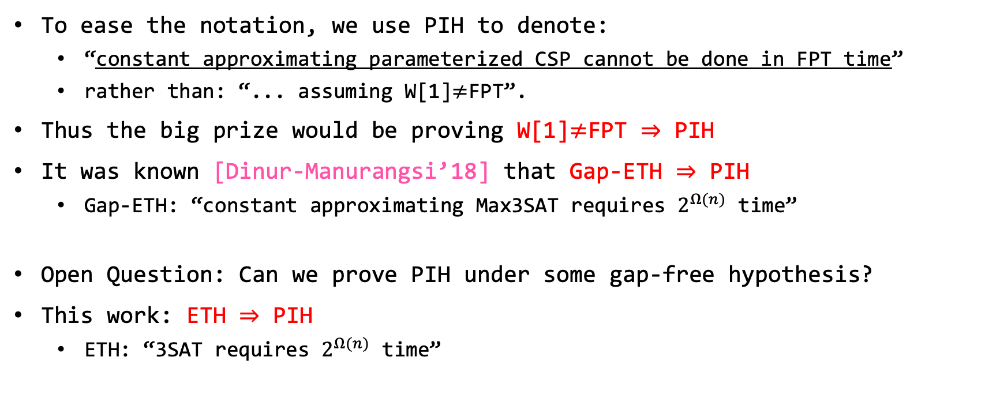 • To ease the notation, we use PIH to denote:
• “constant approximating parameterized CSP cannot be done in FPT time”
• rather than: “... assuming W[1]≠FPT”.
• Thus the big prize would be proving W[1]≠FPT ⇒ PIH
• It was known [Dinur-Manurangsi’18] that Gap-ETH ⇒ PIH
• Gap-ETH: “constant approximating Max3SAT requires 2^Ω(n) time”
• Open Question: Can we prove PIH under some gap-free hypothesis?
• This work: ETH ⇒ PIH
• ETH: “3SAT requires 2^Ω(n) time”